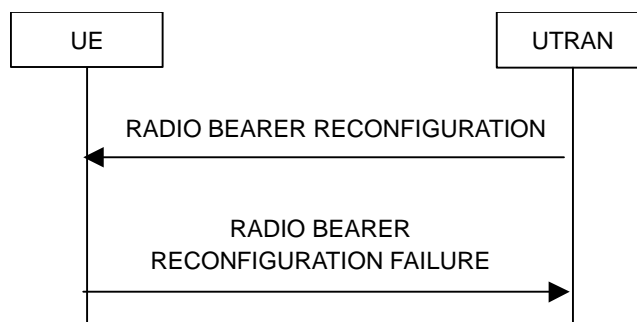 UE
UTRAN
RADIO BEARER RECONFIGURATION
RADIO BEARER
RECONFIGURATION FAILURE